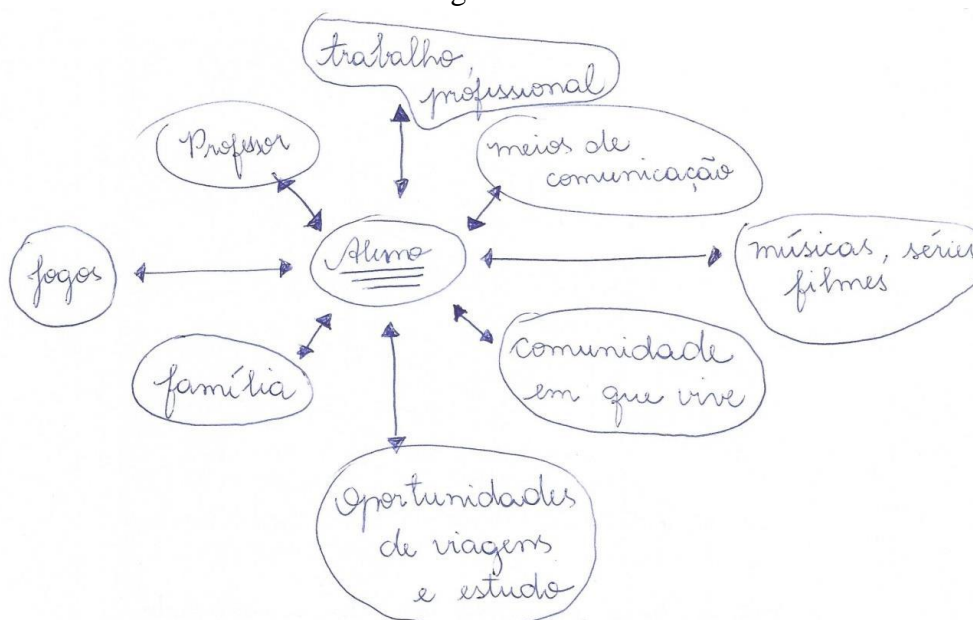 trabalho,
profissional
Professor
meios de
comunicação
Aluno
músicas, séries
filmes
Jogos
família
comunidade
em que vive
Oportunidades
de viagens
e estudo